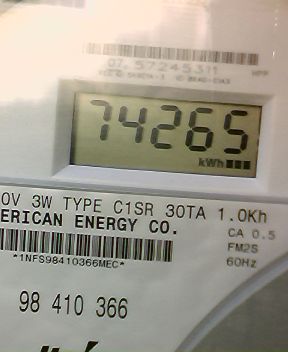 07. 57245371
74265
kWh
0V 3W TYPE C1SR 30TA 1.0Kh
ERICAN ENERGY CO.
CA 0.5
*1NFS98410366MEC*
FM2S
60Hz
98 410 366